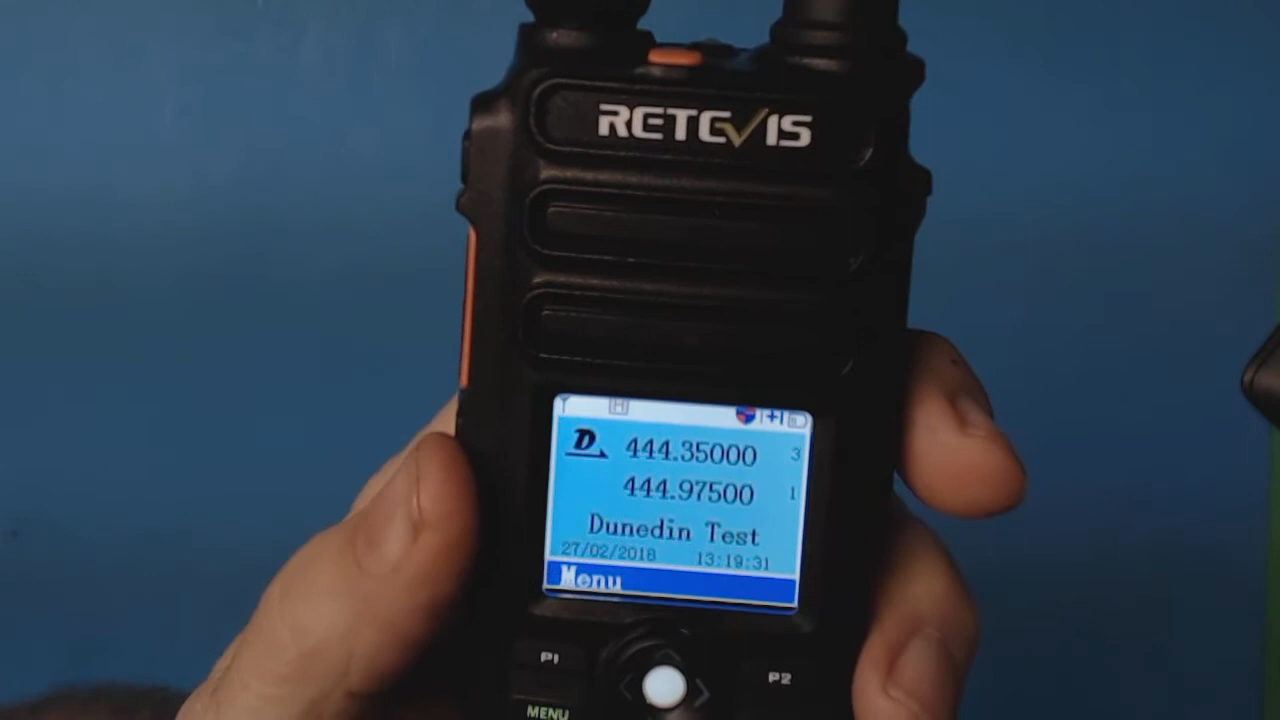 RETEVIS
H
D 444.35000 3
444.97500 1
Dunedin Test
27/02/2018 13:19:31
Menu
P1 P2
MENU